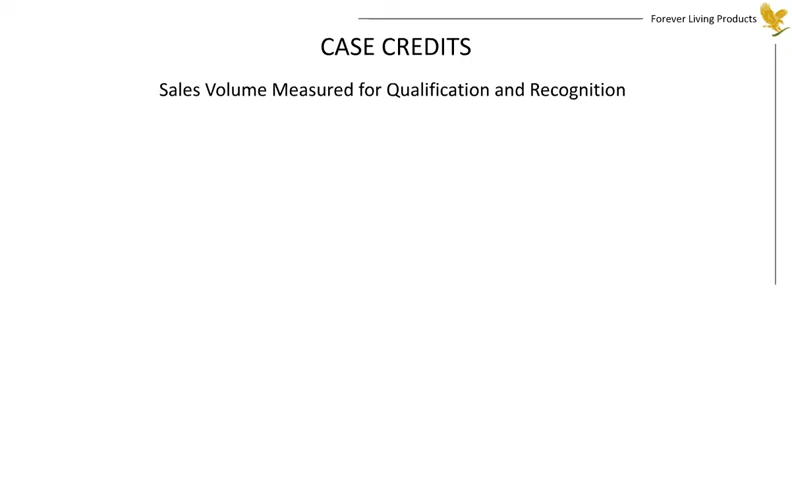 Forever Living Products
CASE CREDITS
Sales Volume Measured for Qualification and Recognition